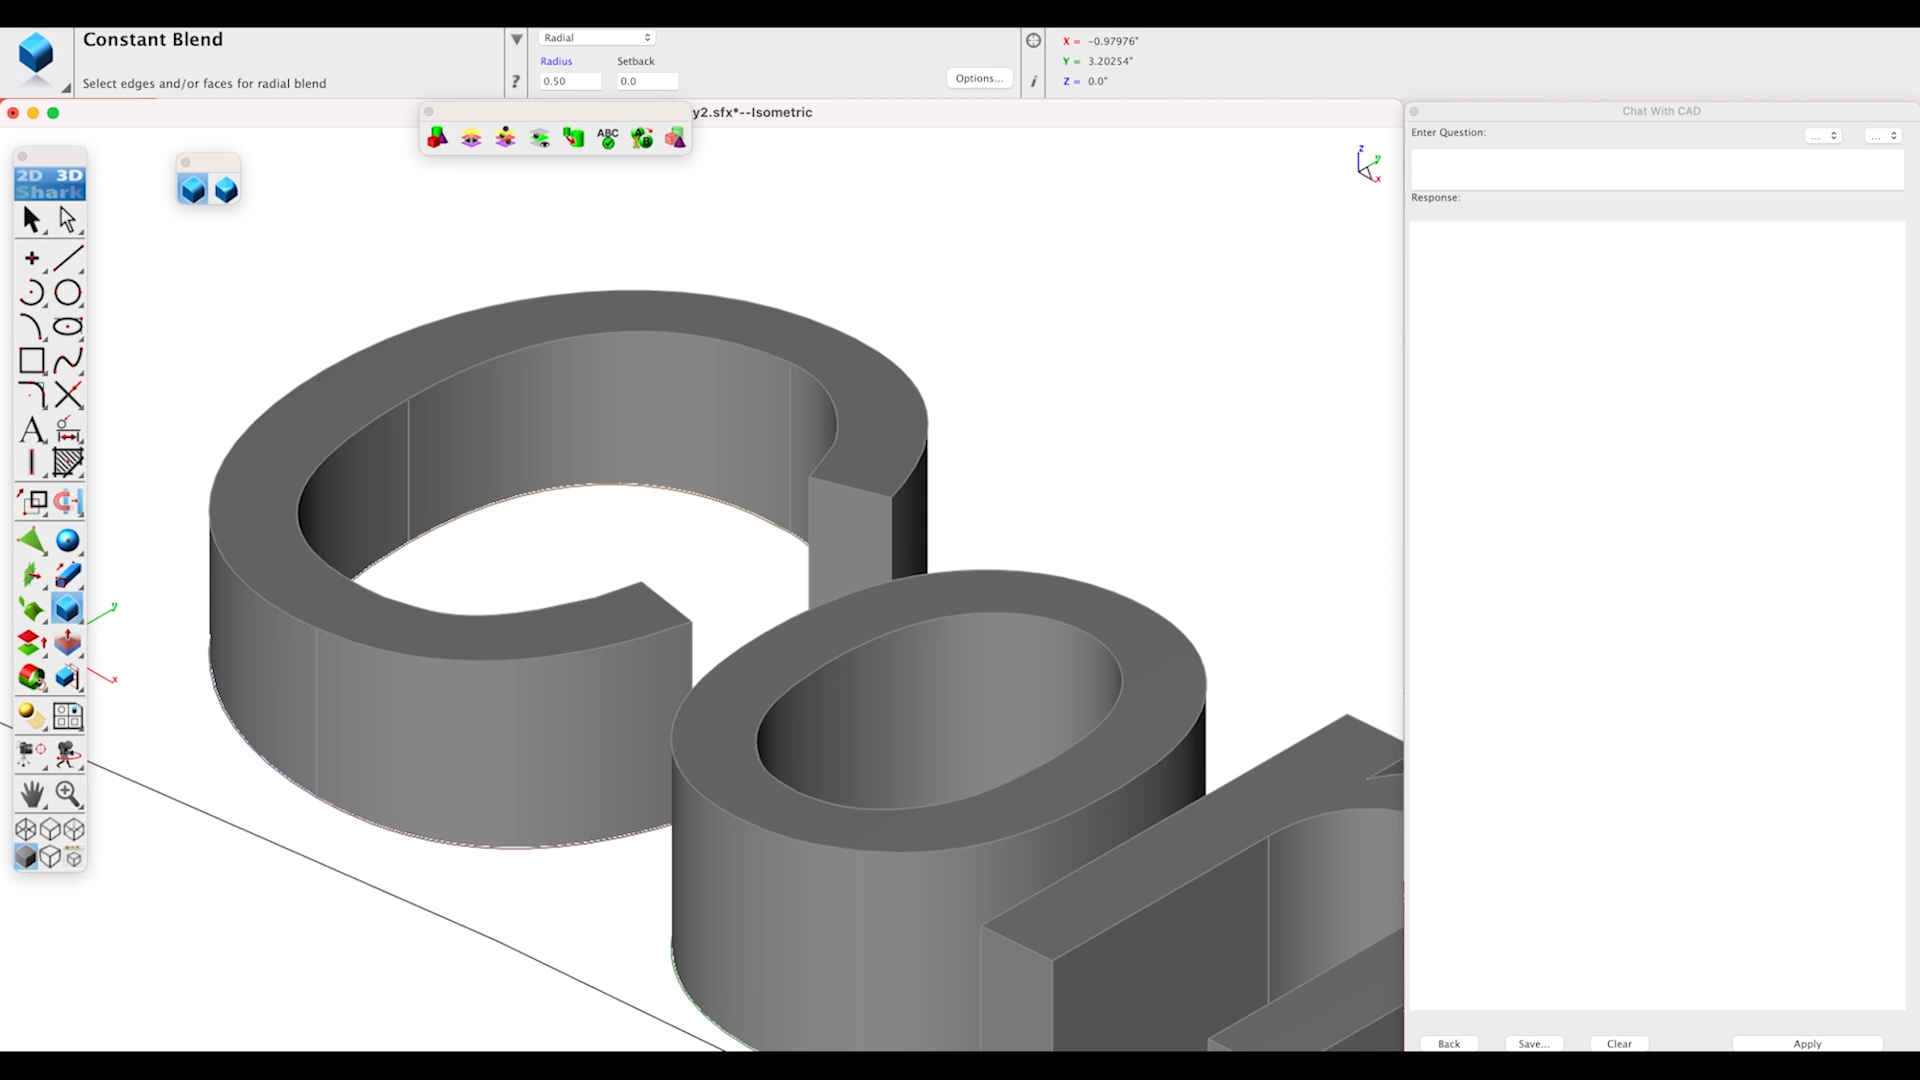 Constant Blend
Select edges and/or faces for radial blend
?
Radial
Radius
Setback
0.50
0.0
Options...
i
X = -0.97976"
Y = 3.20254"
Z = 0.0"
y2.sfx*--Isometric
ABC
A
B
2D 3D
Shark
A
z
y
x
y
x
Chat With CAD
Enter Question:
...
...
Response:
Back
Save...
Clear
Apply